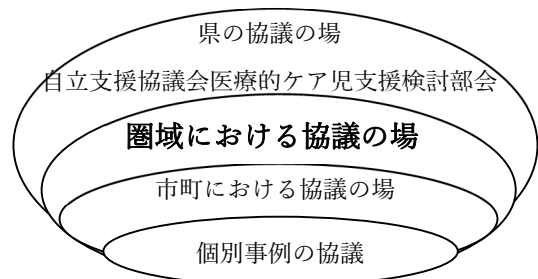 県の協議の場
自立支援協議会医療的ケア児支援検討部会
圏域における協議の場
市町における協議の場
個別事例の協議